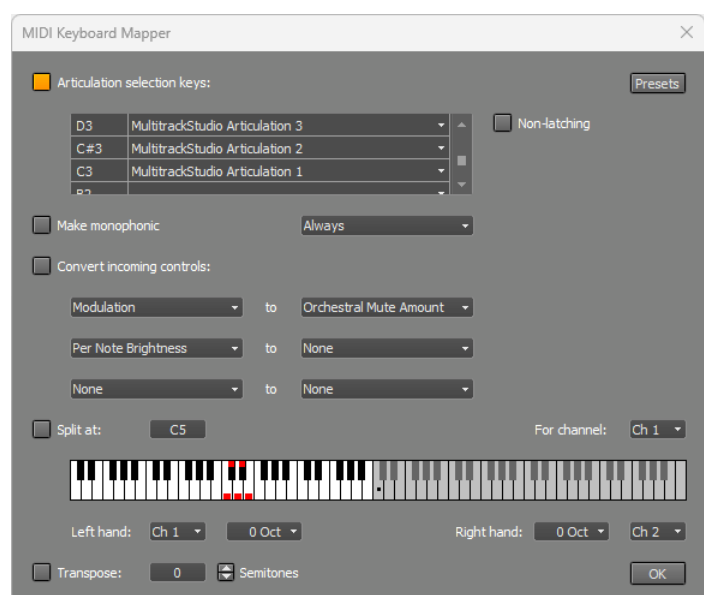 MIDI Keyboard Mapper
Articulation selection keys:
Presets
D3 MultitrackStudio Articulation 3
Non-latching
C#3 MultitrackStudio Articulation 2
C3 MultitrackStudio Articulation 1
Make monophonic Always
Convert incoming controls:
Modulation to Orchestral Mute Amount
Per Note Brightness to None
None to None
Split at: C5 For channel: Ch 1
Left hand: Ch 1 0 Oct Right hand: 0 Oct Ch 2
Transpose: 0 Semitones OK